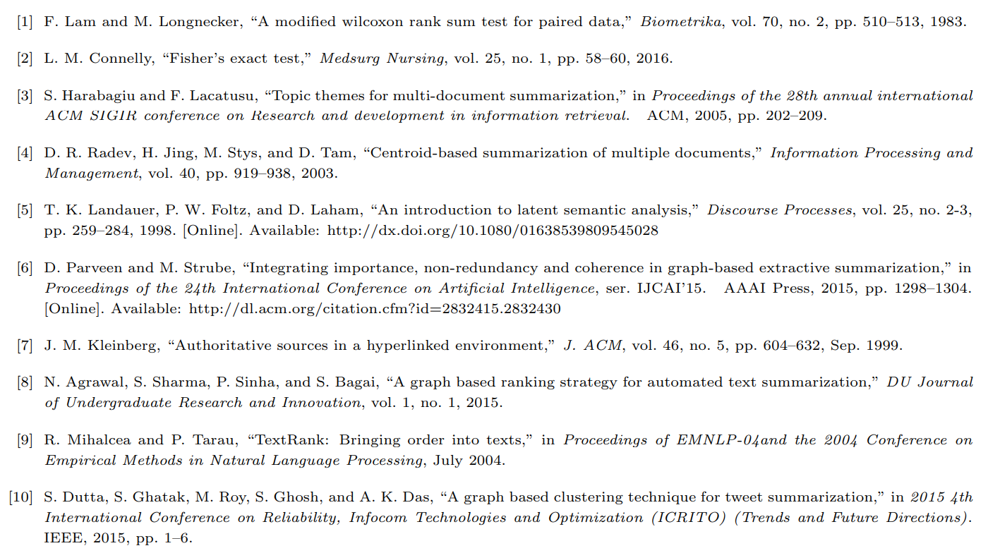 [1] F. Lam and M. Longnecker, “A modified wilcoxon rank sum test for paired data,” Biometrika, vol. 70, no. 2, pp. 510–513, 1983.
[2] L. M. Connelly, “Fisher’s exact test,” Medsurg Nursing, vol. 25, no. 1, pp. 58–60, 2016.
[3] S. Harabagiu and F. Lacatusu, “Topic themes for multi-document summarization,” in Proceedings of the 28th annual international
ACM SIGIR conference on Research and development in information retrieval. ACM, 2005, pp. 202–209.
[4] D. R. Radev, H. Jing, M. Stys, and D. Tam, “Centroid-based summarization of multiple documents,” Information Processing and
Management, vol. 40, pp. 919–938, 2003.
[5] T. K. Landauer, P. W. Foltz, and D. Laham, “An introduction to latent semantic analysis,” Discourse Processes, vol. 25, no. 2-3,
pp. 259–284, 1998. [Online]. Available: http://dx.doi.org/10.1080/01638539809545028
[6] D. Parveen and M. Strube, “Integrating importance, non-redundancy and coherence in graph-based extractive summarization,” in
Proceedings of the 24th International Conference on Artificial Intelligence, ser. IJCAI’15. AAAI Press, 2015, pp. 1298–1304.
[Online]. Available: http://dl.acm.org/citation.cfm?id=2832415.2832430
[7] J. M. Kleinberg, “Authoritative sources in a hyperlinked environment,” J. ACM, vol. 46, no. 5, pp. 604–632, Sep. 1999.
[8] N. Agrawal, S. Sharma, P. Sinha, and S. Bagai, “A graph based ranking strategy for automated text summarization,” DU Journal
of Undergraduate Research and Innovation, vol. 1, no. 1, 2015.
[9] R. Mihalcea and P. Tarau, “TextRank: Bringing order into texts,” in Proceedings of EMNLP-04and the 2004 Conference on
Empirical Methods in Natural Language Processing, July 2004.
[10] S. Dutta, S. Ghatak, M. Roy, S. Ghosh, and A. K. Das, “A graph based clustering technique for tweet summarization,” in 2015 4th
International Conference on Reliability, Infocom Technologies and Optimization (ICRITO) (Trends and Future Directions).
IEEE, 2015, pp. 1–6.